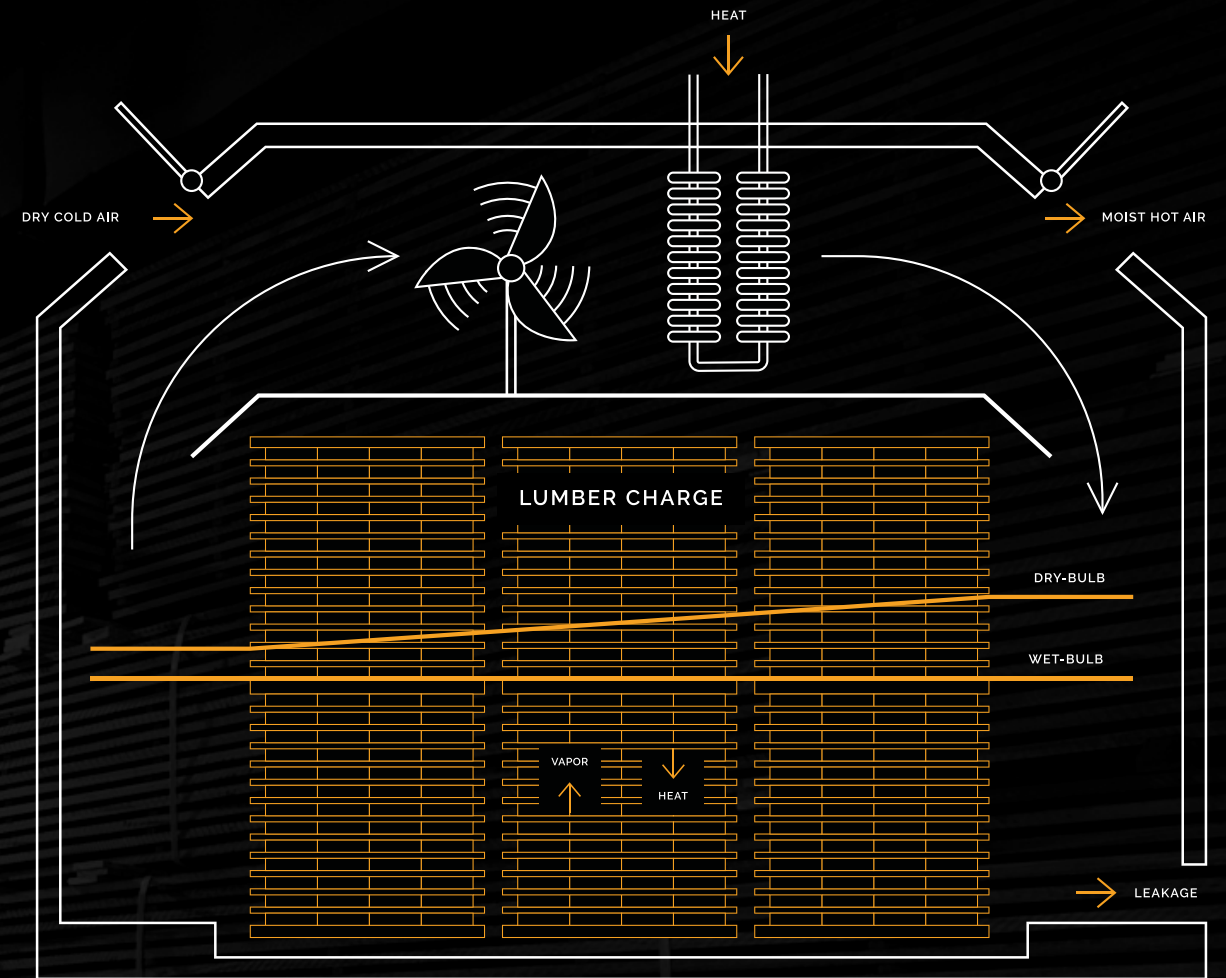 HEAT
DRY COLD AIR
MOIST HOT AIR
LUMBER CHARGE
DRY-BULB
WET-BULB
VAPOR
HEAT
LEAKAGE